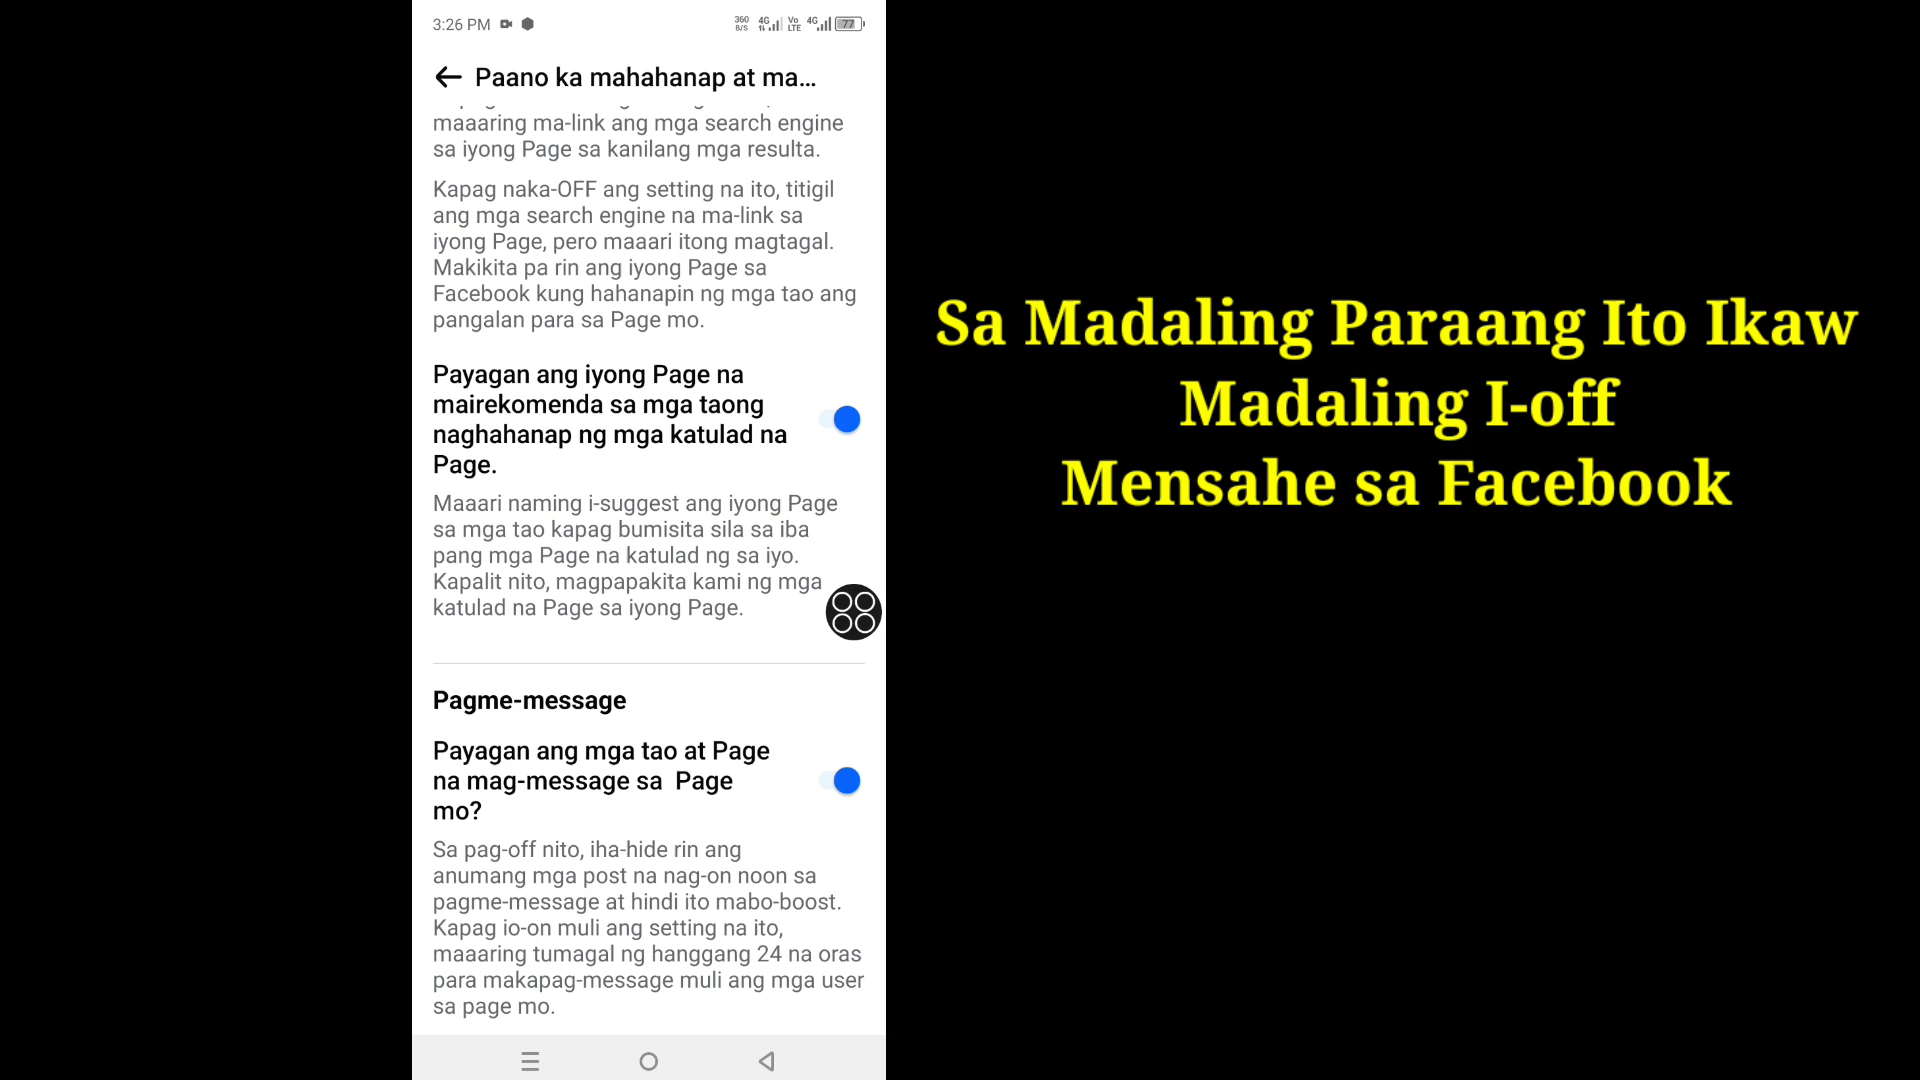 3:26 PM
360 B/S 4G Vo LTE 4G 77
Paano ka mahahanap at ma...
maaaring ma-link ang mga search engine
sa iyong Page sa kanilang mga resulta.
Kapag naka-OFF ang setting na ito, titigil
ang mga search engine na ma-link sa
iyong Page, pero maaari itong magtagal.
Makikita pa rin ang iyong Page sa
Facebook kung hahanapin ng mga tao ang
pangalan para sa Page mo.
Payagan ang iyong Page na
mairekomenda sa mga taong
naghahanap ng mga katulad na
Page.
Maaari naming i-suggest ang iyong Page
sa mga tao kapag bumisita sila sa iba
pang mga Page na katulad ng sa iyo.
Kapalit nito, magpapakita kami ng mga
katulad na Page sa iyong Page.
Pagme-message
Payagan ang mga tao at Page
na mag-message sa  Page
mo?
Sa pag-off nito, iha-hide rin ang
anumang mga post na nag-on noon sa
pagme-message at hindi ito mabo-boost.
Kapag io-on muli ang setting na ito,
maaaring tumagal ng hanggang 24 na oras
para makapag-message muli ang mga user
sa page mo.
Sa Madaling Paraang Ito Ikaw
Madaling I-off
Mensahe sa Facebook